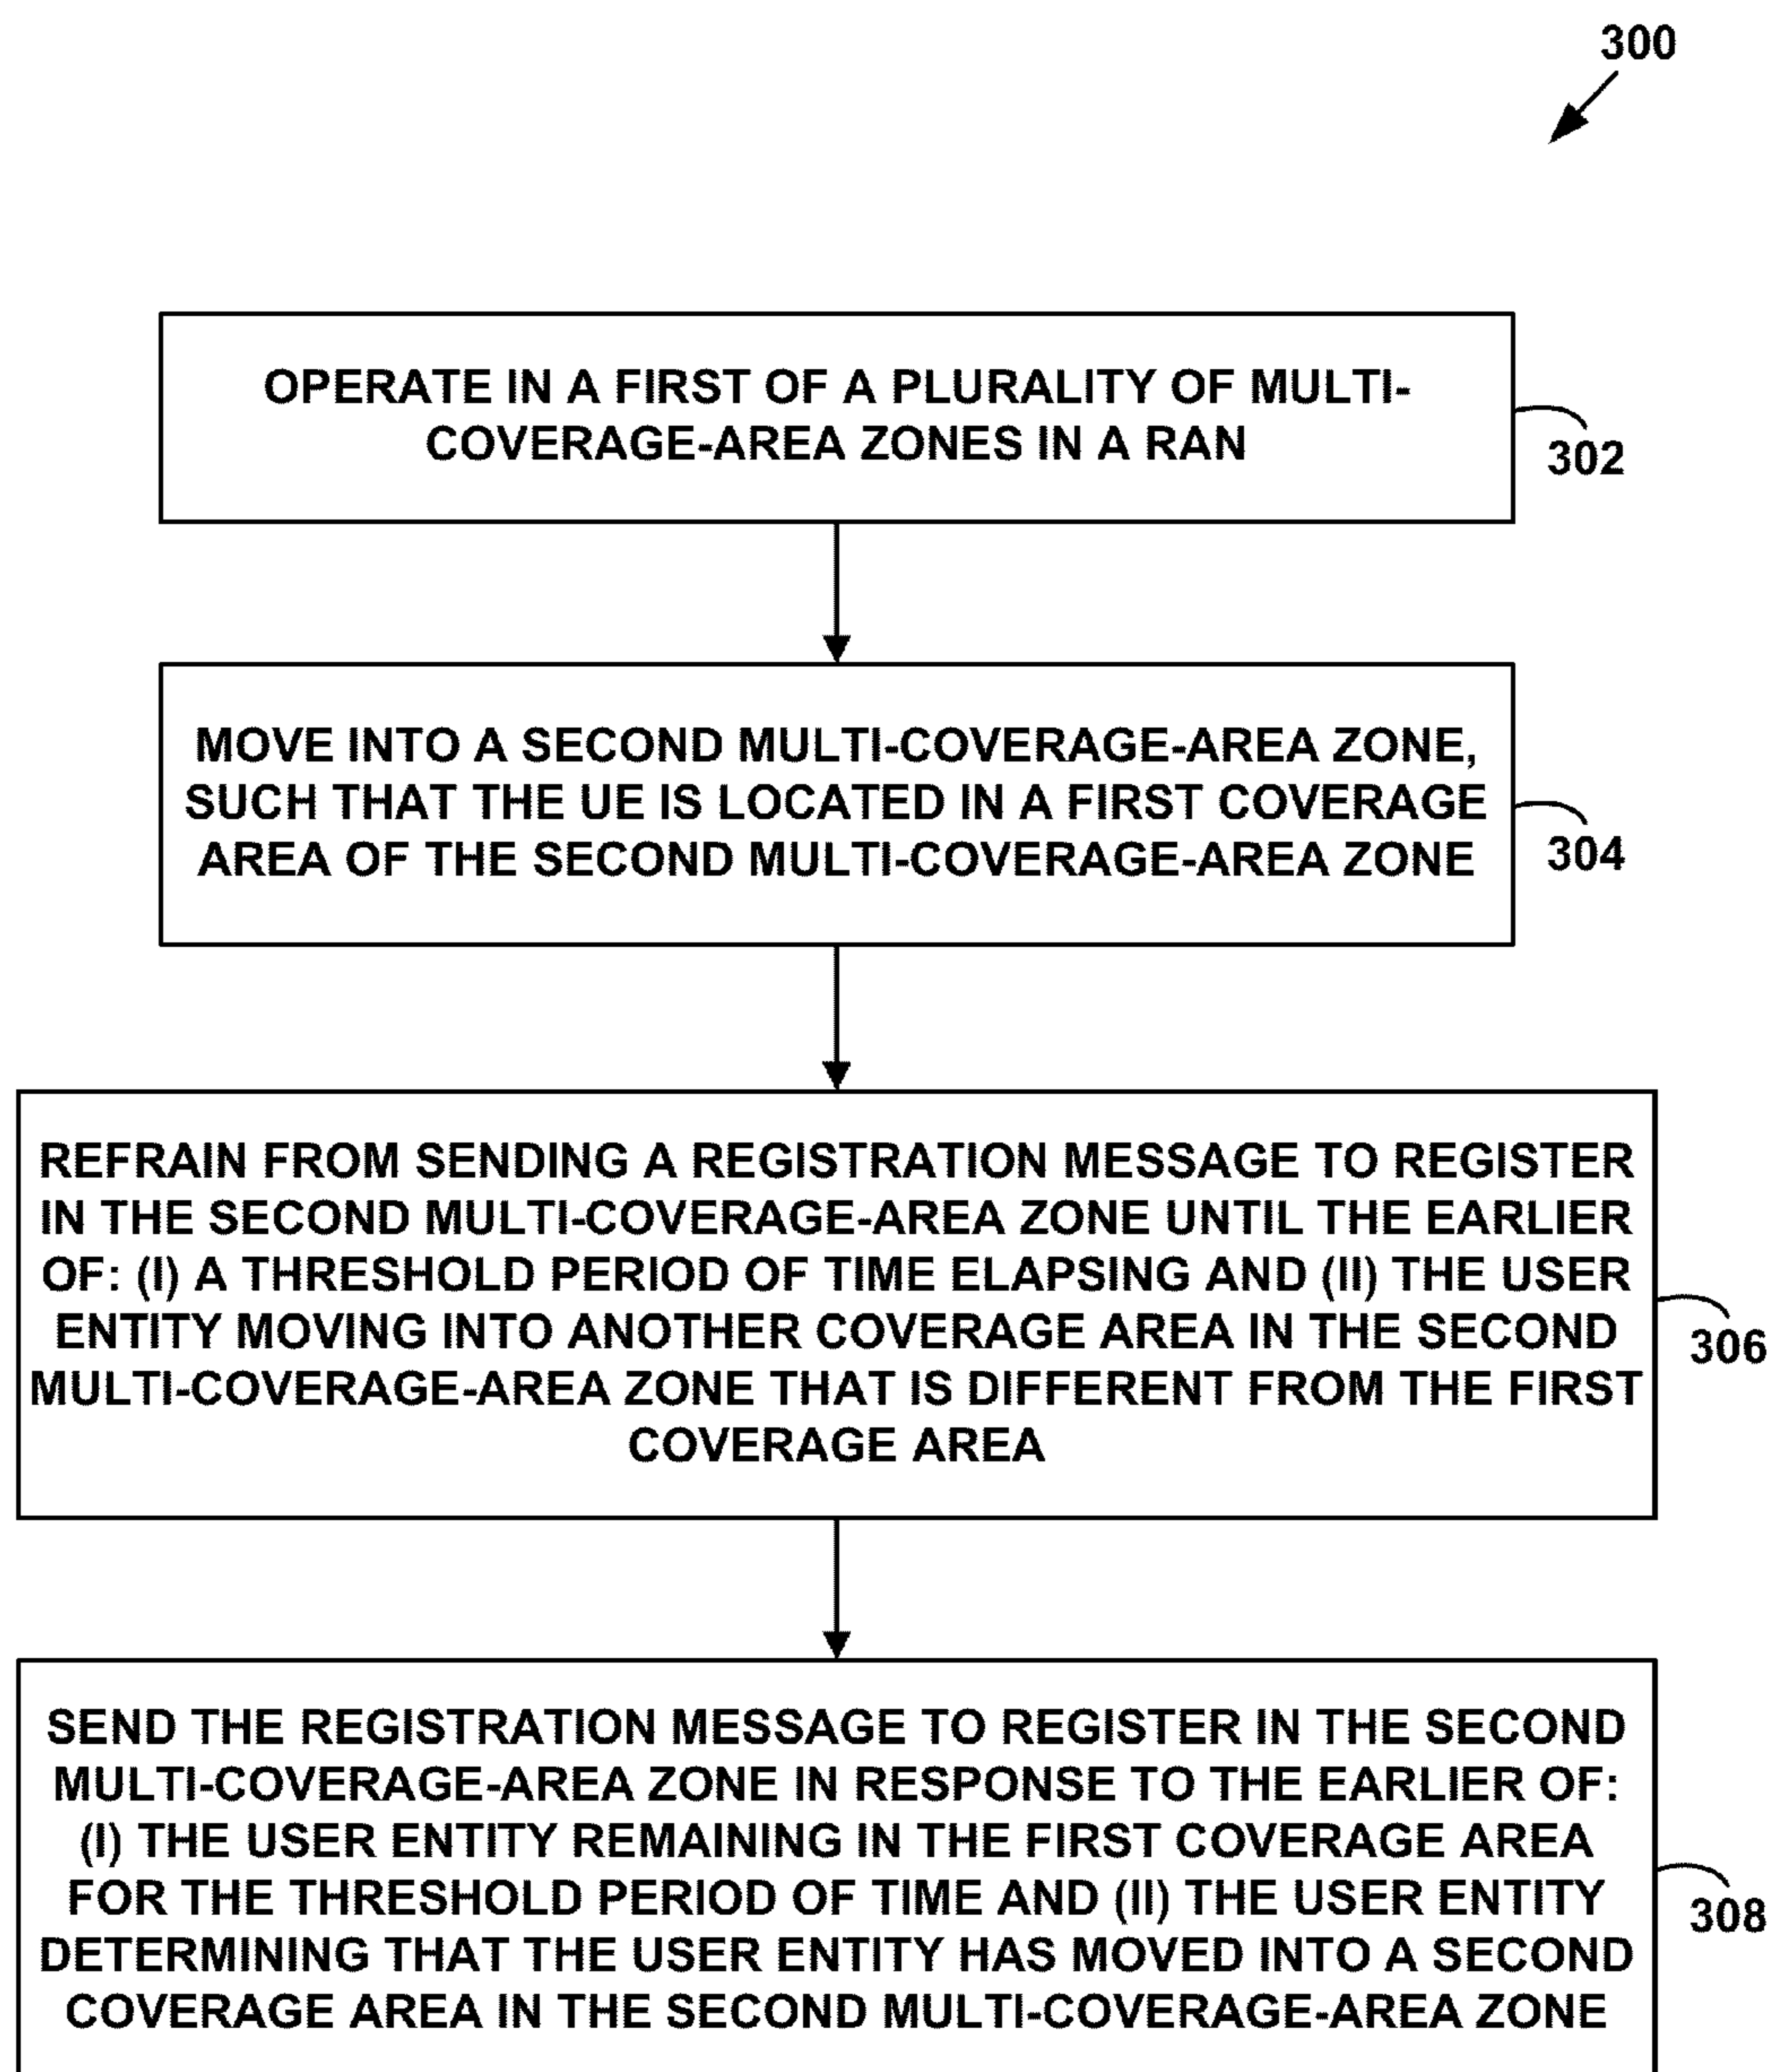 300
OPERATE IN A FIRST OF A PLURALITY OF MULTI-
COVERAGE-AREA ZONES IN A RAN
302
MOVE INTO A SECOND MULTI-COVERAGE-AREA ZONE,
SUCH THAT THE UE IS LOCATED IN A FIRST COVERAGE
AREA OF THE SECOND MULTI-COVERAGE-AREA ZONE
304
REFRAIN FROM SENDING A REGISTRATION MESSAGE TO REGISTER
IN THE SECOND MULTI-COVERAGE-AREA ZONE UNTIL THE EARLIER
OF: (I) A THRESHOLD PERIOD OF TIME ELAPSING AND (II) THE USER
ENTITY MOVING INTO ANOTHER COVERAGE AREA IN THE SECOND
MULTI-COVERAGE-AREA ZONE THAT IS DIFFERENT FROM THE FIRST
COVERAGE AREA
306
SEND THE REGISTRATION MESSAGE TO REGISTER IN THE SECOND
MULTI-COVERAGE-AREA ZONE IN RESPONSE TO THE EARLIER OF:
(I) THE USER ENTITY REMAINING IN THE FIRST COVERAGE AREA
FOR THE THRESHOLD PERIOD OF TIME AND (II) THE USER ENTITY
DETERMINING THAT THE USER ENTITY HAS MOVED INTO A SECOND
COVERAGE AREA IN THE SECOND MULTI-COVERAGE-AREA ZONE
308